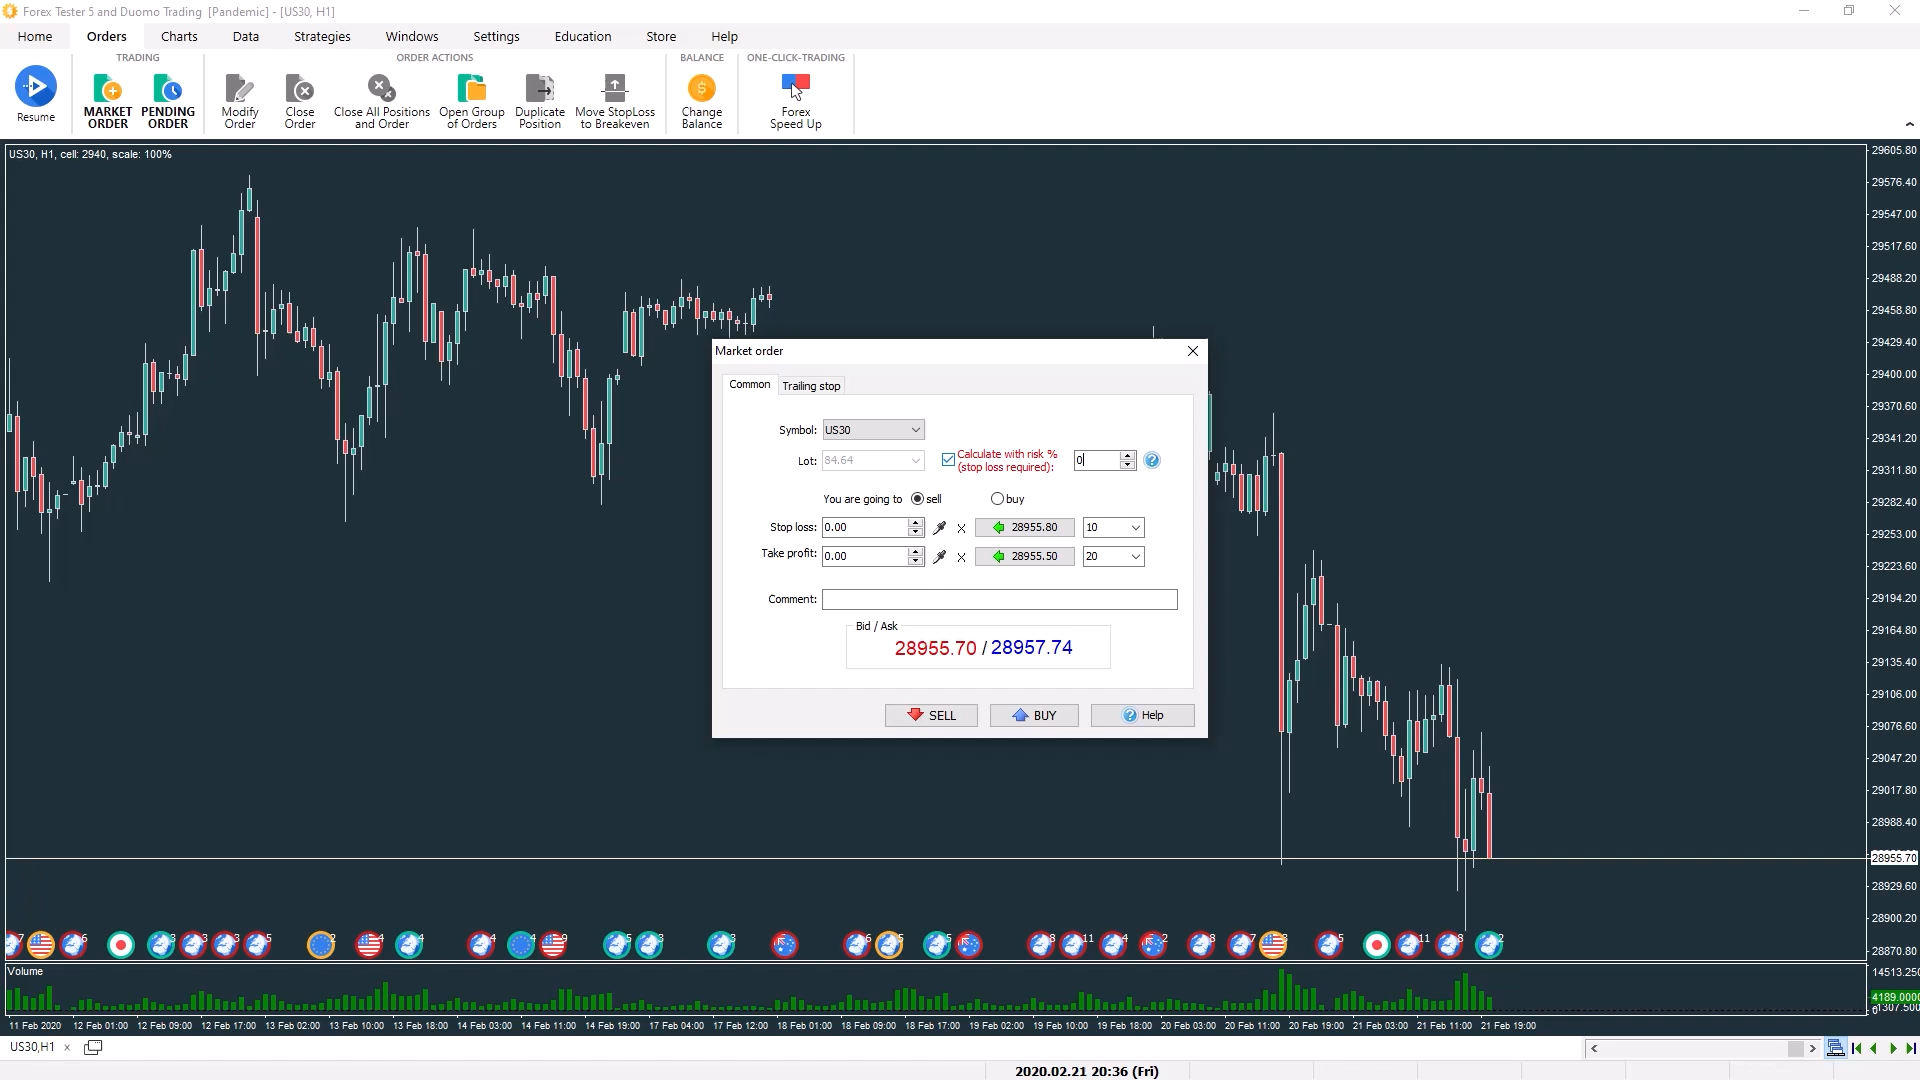 Forex Tester 5 and Duomo Trading [Pandemic] - [US30, H1]
Home Orders Charts Data Strategies Windows Settings Education Store Help
TRADING ORDER ACTIONS BALANCE ONE-CLICK-TRADING
Resume
MARKET ORDER
PENDING ORDER
Modify Order
Close Order
Close All Positions and Order
Open Group of Orders
Duplicate Position
Move StopLoss to Breakeven
Change Balance
Forex Speed Up
US30, H1, cell: 2940, scale: 100%
29605.80
29576.40
29547.00
29517.60
29488.20
29458.80
29429.40
29400.00
29370.60
29341.20
29311.80
29282.40
29253.00
29223.60
29194.20
29164.80
29135.40
29106.00
29076.60
29047.20
29017.80
28988.40
28955.70
28929.60
28900.20
28870.80
Market order
Common Trailing stop
Symbol: US30
Lot: 84.64 Calculate with risk % (stop loss required): 0
You are going to sell buy
Stop loss: 0.00 X 28955.80 10
Take profit: 0.00 X 28955.50 20
Comment:
Bid / Ask
28955.70 / 28957.74
SELL BUY Help
Volume
14513.250
4189.0000
11 Feb 2020 12 Feb 01:00 12 Feb 09:00 12 Feb 17:00 13 Feb 02:00 13 Feb 10:00 13 Feb 18:00 14 Feb 03:00 14 Feb 11:00 14 Feb 19:00 17 Feb 04:00 17 Feb 12:00 18 Feb 01:00 18 Feb 09:00 18 Feb 17:00 19 Feb 02:00 19 Feb 10:00 19 Feb 18:00 20 Feb 03:00 20 Feb 11:00 20 Feb 19:00 21 Feb 03:00 21 Feb 11:00 21 Feb 19:00
US30,H1 ×
2020.02.21 20:36 (Fri)